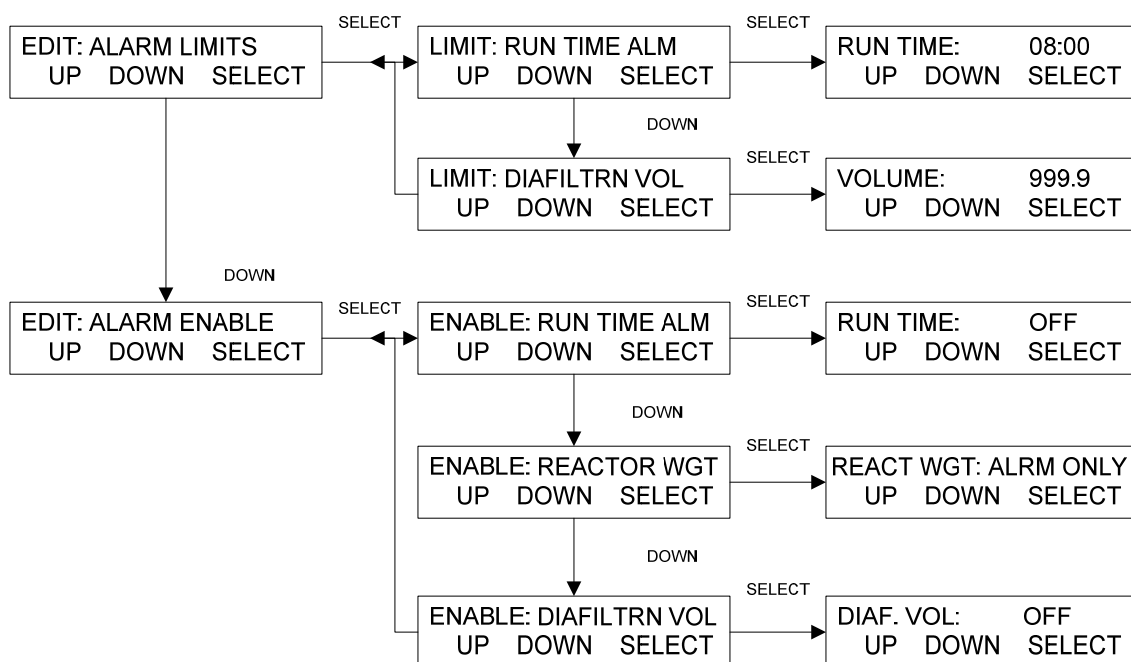 SELECT
EDIT: ALARM LIMITS
UP DOWN SELECT
LIMIT: RUN TIME ALM
UP DOWN SELECT
SELECT
RUN TIME: 08:00
UP DOWN SELECT
DOWN
LIMIT: DIAFILTRN VOL
UP DOWN SELECT
SELECT
VOLUME: 999.9
UP DOWN SELECT
DOWN
EDIT: ALARM ENABLE
UP DOWN SELECT
SELECT
ENABLE: RUN TIME ALM
UP DOWN SELECT
SELECT
RUN TIME: OFF
UP DOWN SELECT
DOWN
ENABLE: REACTOR WGT
UP DOWN SELECT
SELECT
REACT WGT: ALRM ONLY
UP DOWN SELECT
DOWN
ENABLE: DIAFILTRN VOL
UP DOWN SELECT
SELECT
DIAF. VOL: OFF
UP DOWN SELECT